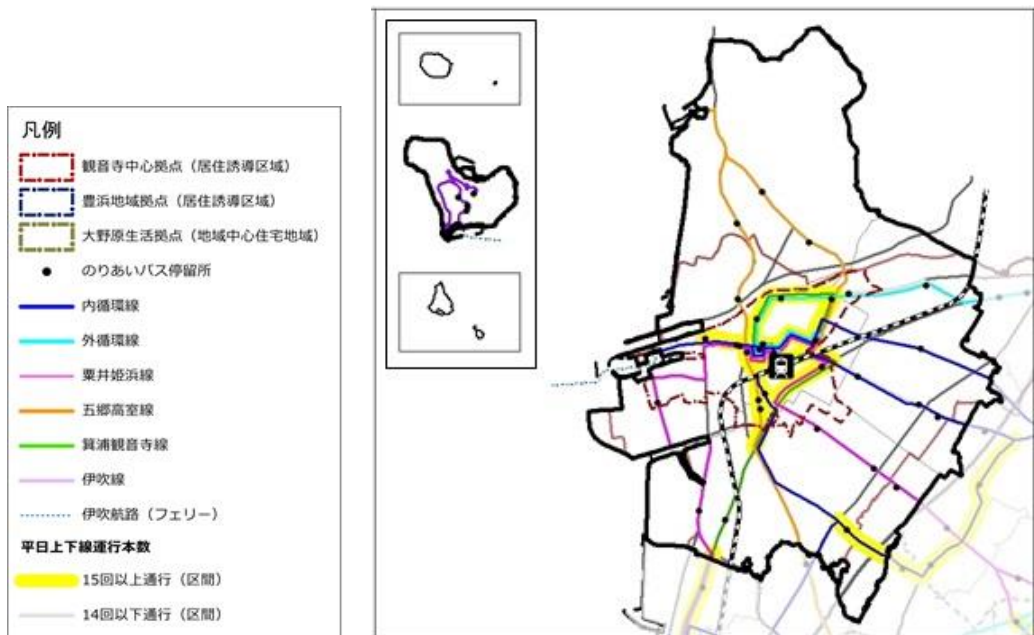 凡例
観音寺中心拠点（居住誘導区域）
豊浜地域拠点（居住誘導区域）
大野原生活拠点（地域中心住宅地域）
のりあいバス停留所
内循環線
外循環線
粟井姫浜線
五郷高室線
箕浦観音寺線
伊吹線
伊吹航路（フェリー）
平日上下線運行本数
15回以上通行（区間）
14回以下通行（区間）